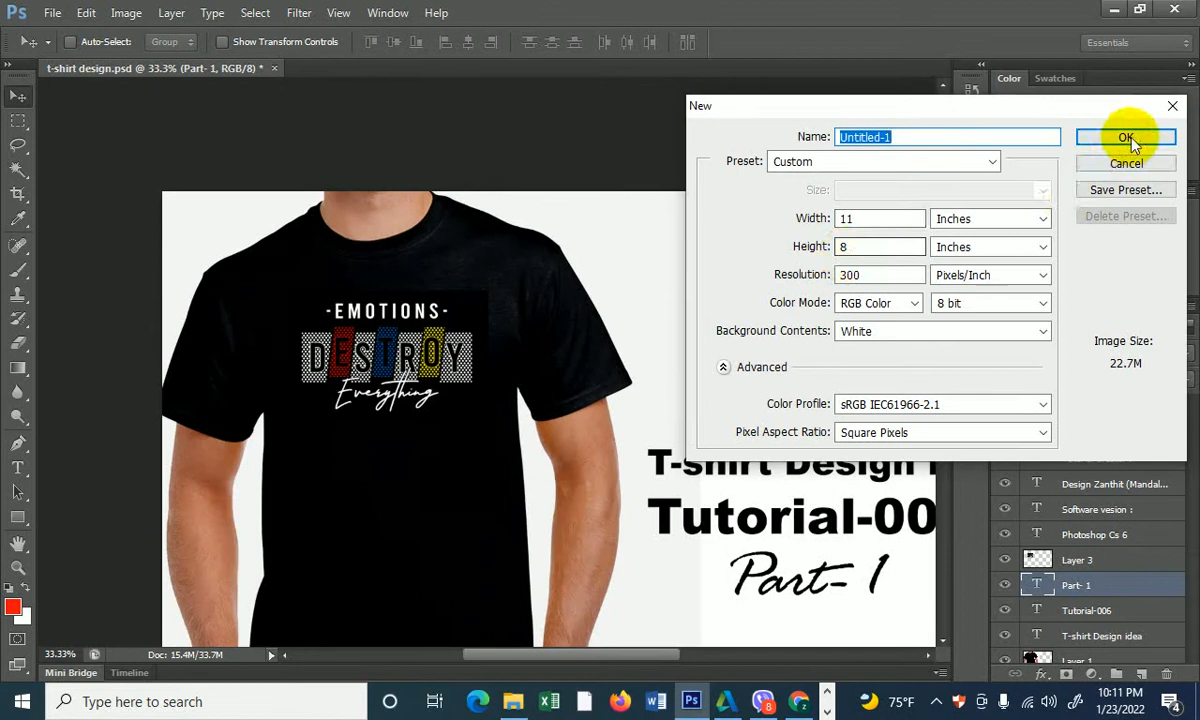 Ps File Edit Image Layer Type Select Filter View Window Help
Auto-Select: Group Show Transform Controls Essentials
t-shirt design.psd @ 33.3% (Part- 1, RGB/8) * ×
Color Swatches
New
Name: Untitled-1 OK
Preset: Custom Cancel
Size: Save Preset...
Width: 11 Inches Delete Preset...
Height: 8 Inches
Resolution: 300 Pixels/Inch
Color Mode: RGB Color 8 bit
Background Contents: White
Image Size:
22.7M
Advanced
Color Profile: sRGB IEC61966-2.1
Pixel Aspect Ratio: Square Pixels
-EMOTIONS-
DESTROY
Everything
T-shirt Design
Tutorial-00
Part- 1
Design Zanthit (Mandal...
Software vesion :
Photoshop Cs 6
Layer 3
Part- 1
Tutorial-006
T-shirt Design idea
Layer 1
33.33% Doc: 15.4M/33.7M
Mini Bridge Timeline
Type here to search
75°F
10:11 PM
1/23/2022
8
4